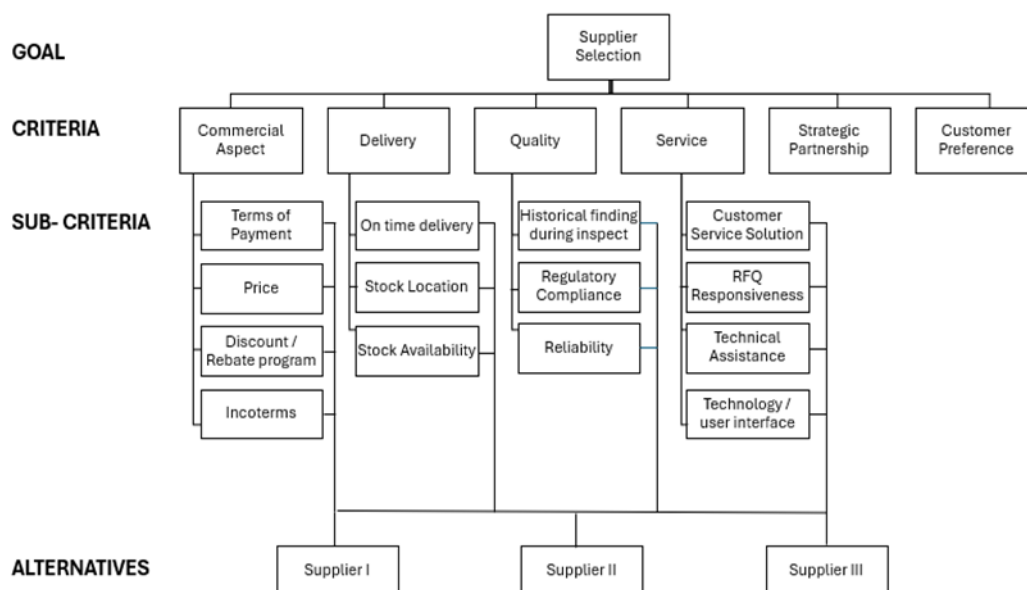 GOAL
Supplier
Selection
CRITERIA
Commercial
Aspect
Delivery
Quality
Service
Strategic
Partnership
Customer
Preference
SUB- CRITERIA
Terms of
Payment
On time delivery
Historical finding
during inspect
Customer
Service Solution
Price
Stock Location
Regulatory
Compliance
RFQ
Responsiveness
Discount /
Rebate program
Stock Availability
Reliability
Technical
Assistance
Incoterms
Technology /
user interface
ALTERNATIVES
Supplier I
Supplier II
Supplier III